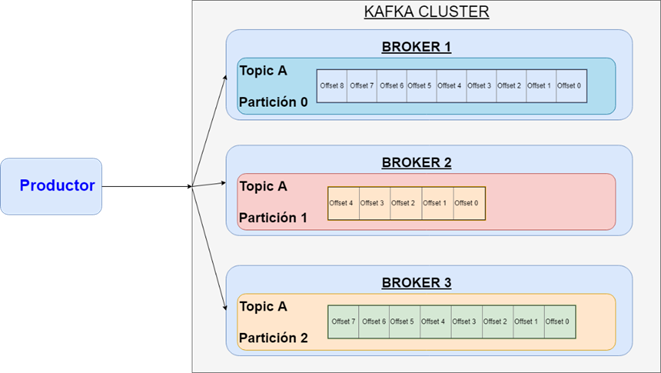 KAFKA CLUSTER
BROKER 1
Topic A
Offset 8 Offset 7 Offset 6 Offset 5 Offset 4 Offset 3 Offset 2 Offset 1 Offset 0
Partición 0
Productor
BROKER 2
Topic A
Offset 4 Offset 3 Offset 2 Offset 1 Offset 0
Partición 1
BROKER 3
Topic A
Offset 7 Offset 6 Offset 5 Offset 4 Offset 3 Offset 2 Offset 1 Offset 0
Partición 2